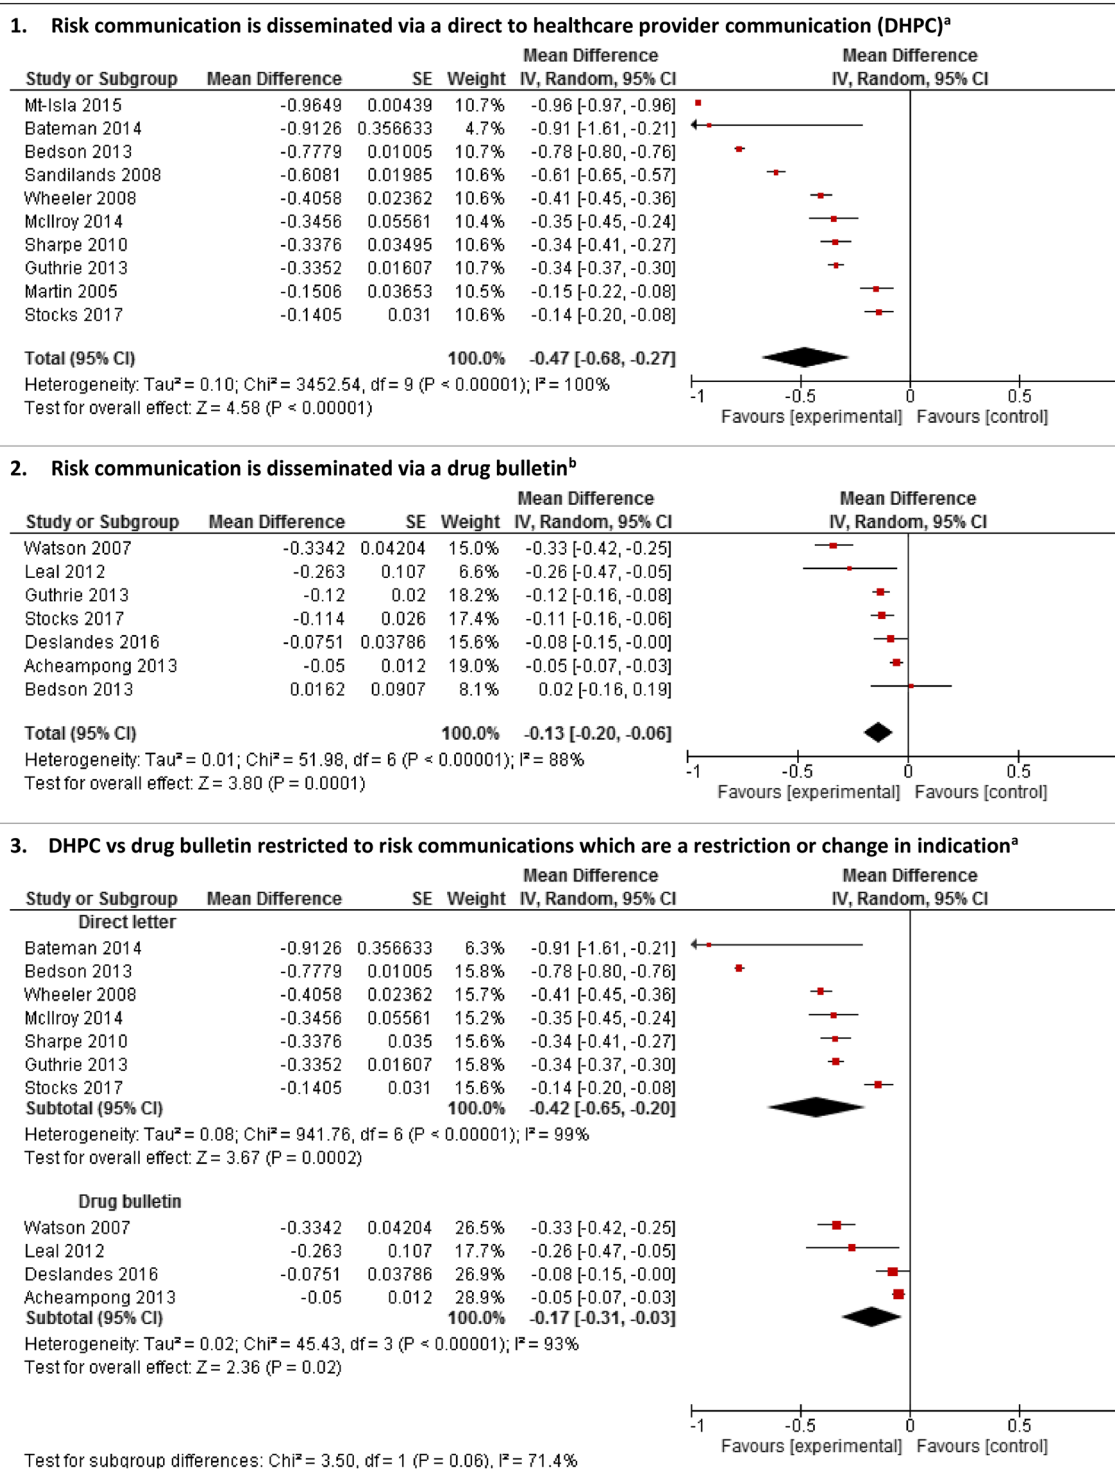 1. Risk communication is disseminated via a direct to healthcare provider communication (DHPC)ᵃ
Mean Difference Mean Difference
Study or Subgroup Mean Difference SE Weight IV, Random, 95% CI IV, Random, 95% CI
Mt-Isla 2015 -0.9649 0.00439 10.7% -0.96 [-0.97, -0.96]
Bateman 2014 -0.9126 0.356633 4.7% -0.91 [-1.61, -0.21]
Bedson 2013 -0.7779 0.01005 10.7% -0.78 [-0.80, -0.76]
Sandilands 2008 -0.6081 0.01985 10.6% -0.61 [-0.65, -0.57]
Wheeler 2008 -0.4058 0.02362 10.6% -0.41 [-0.45, -0.36]
McIlroy 2014 -0.3456 0.05561 10.4% -0.35 [-0.45, -0.24]
Sharpe 2010 -0.3376 0.03495 10.6% -0.34 [-0.41, -0.27]
Guthrie 2013 -0.3352 0.01607 10.7% -0.34 [-0.37, -0.30]
Martin 2005 -0.1506 0.03653 10.5% -0.15 [-0.22, -0.08]
Stocks 2017 -0.1405 0.031 10.6% -0.14 [-0.20, -0.08]
Total (95% CI) 100.0% -0.47 [-0.68, -0.27]
Heterogeneity: Tau² = 0.10; Chi² = 3452.54, df = 9 (P < 0.00001); I² = 100%
Test for overall effect: Z = 4.58 (P < 0.00001)
-1 -0.5 0 0.5
Favours [experimental] Favours [control]
2. Risk communication is disseminated via a drug bulletinᵇ
Mean Difference Mean Difference
Study or Subgroup Mean Difference SE Weight IV, Random, 95% CI IV, Random, 95% CI
Watson 2007 -0.3342 0.04204 15.0% -0.33 [-0.42, -0.25]
Leal 2012 -0.263 0.107 6.6% -0.26 [-0.47, -0.05]
Guthrie 2013 -0.12 0.02 18.2% -0.12 [-0.16, -0.08]
Stocks 2017 -0.114 0.026 17.4% -0.11 [-0.16, -0.06]
Deslandes 2016 -0.0751 0.03786 15.6% -0.08 [-0.15, -0.00]
Acheampong 2013 -0.05 0.012 19.0% -0.05 [-0.07, -0.03]
Bedson 2013 0.0162 0.0907 8.1% 0.02 [-0.16, 0.19]
Total (95% CI) 100.0% -0.13 [-0.20, -0.06]
Heterogeneity: Tau² = 0.01; Chi² = 51.98, df = 6 (P < 0.00001); I² = 88%
Test for overall effect: Z = 3.80 (P = 0.0001)
-1 -0.5 0 0.5
Favours [experimental] Favours [control]
3. DHPC vs drug bulletin restricted to risk communications which are a restriction or change in indicationᵃ
Mean Difference Mean Difference
Study or Subgroup Mean Difference SE Weight IV, Random, 95% CI IV, Random, 95% CI
Direct letter
Bateman 2014 -0.9126 0.356633 6.3% -0.91 [-1.61, -0.21]
Bedson 2013 -0.7779 0.01005 15.8% -0.78 [-0.80, -0.76]
Wheeler 2008 -0.4058 0.02362 15.7% -0.41 [-0.45, -0.36]
McIlroy 2014 -0.3456 0.05561 15.2% -0.35 [-0.45, -0.24]
Sharpe 2010 -0.3376 0.035 15.6% -0.34 [-0.41, -0.27]
Guthrie 2013 -0.3352 0.01607 15.8% -0.34 [-0.37, -0.30]
Stocks 2017 -0.1405 0.031 15.6% -0.14 [-0.20, -0.08]
Subtotal (95% CI) 100.0% -0.42 [-0.65, -0.20]
Heterogeneity: Tau² = 0.08; Chi² = 941.76, df = 6 (P < 0.00001); I² = 99%
Test for overall effect: Z = 3.67 (P = 0.0002)
Drug bulletin
Watson 2007 -0.3342 0.04204 26.5% -0.33 [-0.42, -0.25]
Leal 2012 -0.263 0.107 17.7% -0.26 [-0.47, -0.05]
Deslandes 2016 -0.0751 0.03786 26.9% -0.08 [-0.15, -0.00]
Acheampong 2013 -0.05 0.012 28.9% -0.05 [-0.07, -0.03]
Subtotal (95% CI) 100.0% -0.17 [-0.31, -0.03]
Heterogeneity: Tau² = 0.02; Chi² = 45.43, df = 3 (P < 0.00001); I² = 93%
Test for overall effect: Z = 2.36 (P = 0.02)
-1 -0.5 0 0.5
Favours [experimental] Favours [control]
Test for subgroup differences: Chi² = 3.50, df = 1 (P = 0.06), I² = 71.4%